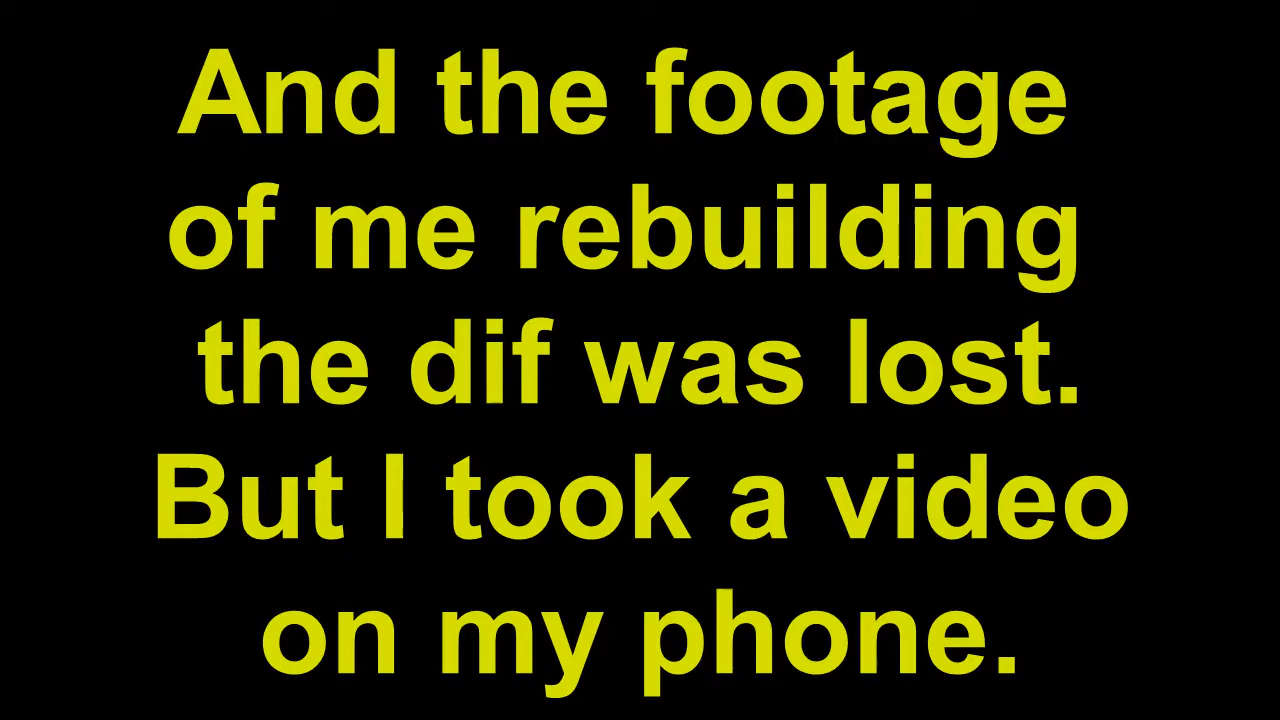 And the footage
of me rebuilding
the dif was lost.
But I took a video
on my phone.